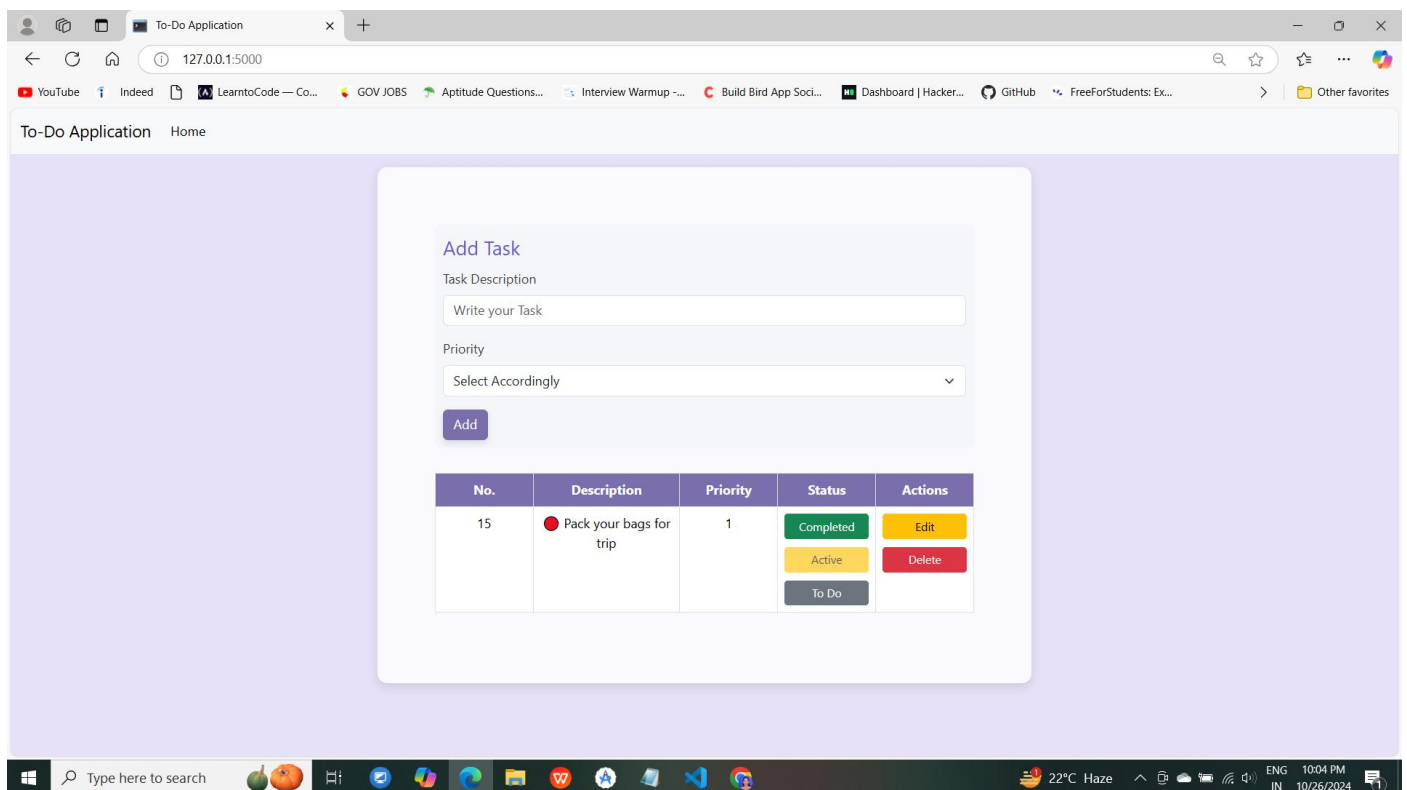 To-Do Application
127.0.0.1:5000
YouTube Indeed LearntoCode — Co... GOV JOBS Aptitude Questions... Interview Warmup -... Build Bird App Soci... Dashboard | Hacker... GitHub FreeForStudents: Ex... Other favorites
To-Do Application Home
Add Task
Task Description
Write your Task
Priority
Select Accordingly
Add
No. Description Priority Status Actions
15 Pack your bags for trip 1 Completed Edit
Active Delete
To Do
Type here to search 22°C Haze ENG 10:04 PM
IN 10/26/2024